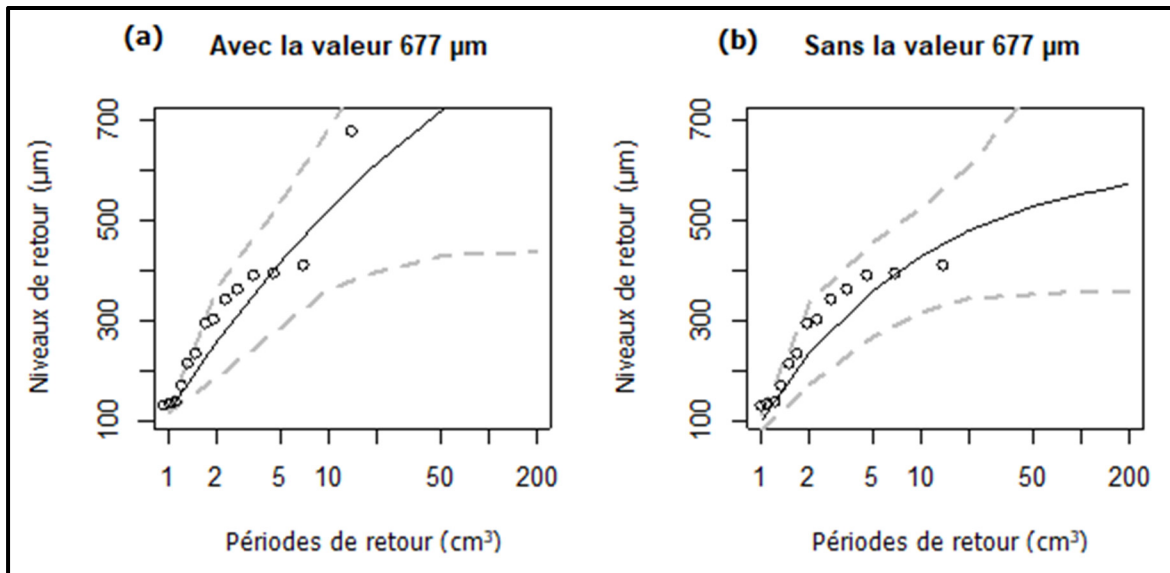 (a) Avec la valeur 677 µm
Niveaux de retour (µm)
700
500
300
100
1 2 5 10 50 200
Périodes de retour (cm³)
(b) Sans la valeur 677 µm
Niveaux de retour (µm)
700
500
300
100
1 2 5 10 50 200
Périodes de retour (cm³)